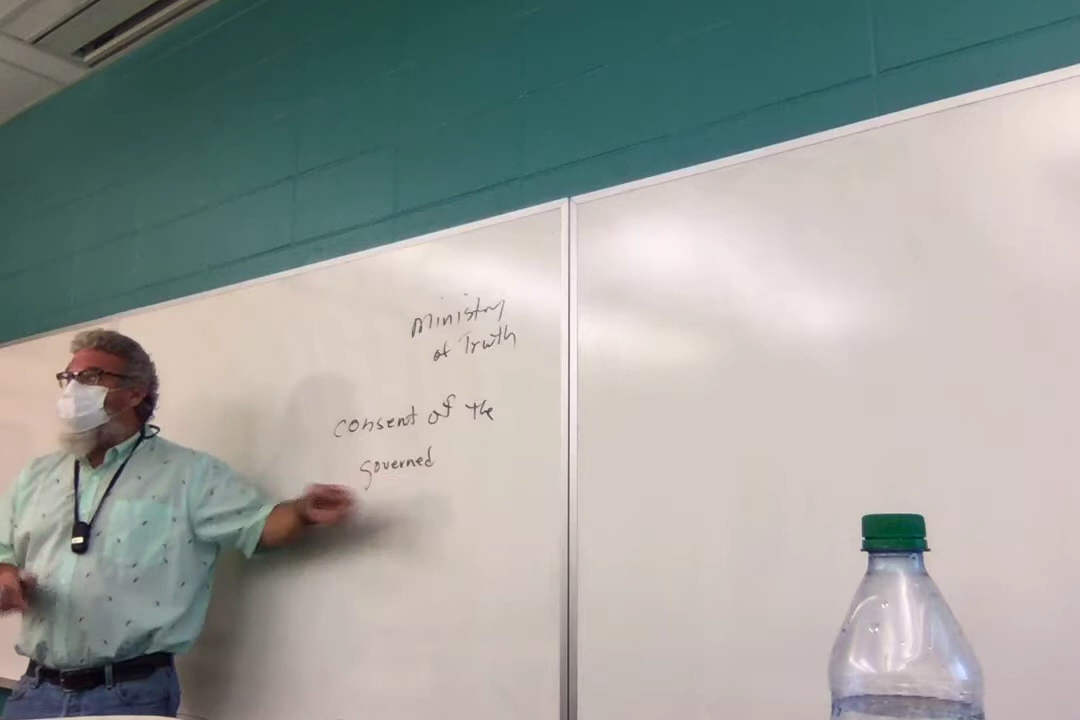 ministry
of Truth
consent of the
governed